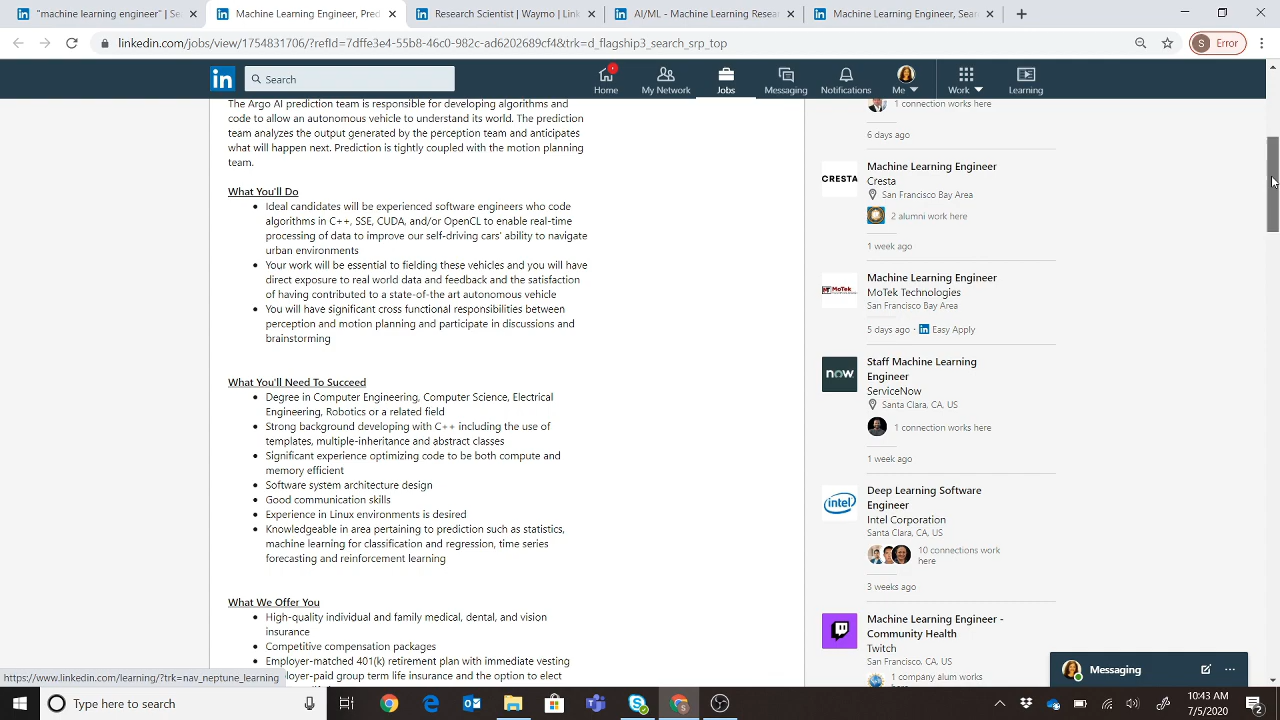 "machine learning engineer" | Se
Machine Learning Engineer, Pred
Research Scientist | Waymo | Link
AI/ML - Machine Learning Resear
Machine Learning Engineer, Sear
linkedin.com/jobs/view/1754831706/?refId=7dffe3e4-55b8-46c0-982c-ad6202689cf4&trk=d_flagship3_search_srp_top
S Error
in
Search
Home
My Network
Jobs
Messaging
Notifications
Me
Work
Learning
The Argo AI prediction team is responsible for developing algorithms and
code to allow an autonomous vehicle to understand its world. The prediction
team analyzes the output generated by the perception team and anticipates
what will happen next. Prediction is tightly coupled with the motion planning
team.
What You'll Do
• Ideal candidates will be experienced software engineers who code
algorithms in C++, SSE, CUDA, and/or OpenCL to enable real-time
processing of data to improve our self-driving cars' ability to navigate
urban environments
• Your work will be essential to fielding these vehicles and you will have
direct exposure to real world data and feedback and the satisfaction
of having contributed to a state-of-the art autonomous vehicle
• You will have significant cross functional responsibilities between
perception and motion planning and participate in discussions and
brainstorming
What You'll Need To Succeed
• Degree in Computer Engineering, Computer Science, Electrical
Engineering, Robotics or a related field
• Strong background developing with C++ including the use of
templates, multiple-inheritance and abstract classes
• Significant experience optimizing code to be both compute and
memory efficient
• Software system architecture design
• Good communication skills
• Experience in Linux environments is desired
• Knowledgeable in area pertaining to prediction such as statistics,
machine learning for classification and regression, time series
forecasting and reinforcement learning
What We Offer You
• High-quality individual and family medical, dental, and vision
insurance
• Competitive compensation packages
• Employer-matched 401(k) retirement plan with immediate vesting
Employer-paid group term life insurance and the option to elect
1 connection works here
6 days ago
CRESTA
Machine Learning Engineer
Cresta
San Francisco Bay Area
2 alumni work here
1 week ago
MoTek
Machine Learning Engineer
MoTek Technologies
San Francisco Bay Area
5 days ago · in Easy Apply
now
Staff Machine Learning
Engineer
ServiceNow
Santa Clara, CA, US
1 connection works here
1 week ago
intel
Deep Learning Software
Engineer
Intel Corporation
Santa Clara, CA, US
10 connections work
here
3 weeks ago
Machine Learning Engineer -
Community Health
Twitch
San Francisco, CA, US
1 company alum works
Messaging
https://www.linkedin.com/learning/?trk=nav_neptune_learning
Type here to search
10:43 AM
7/5/2020
2